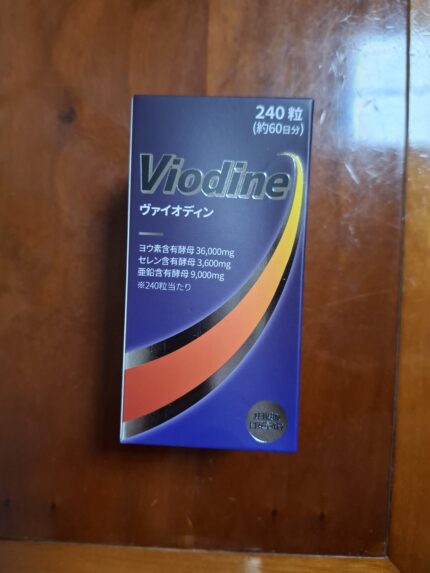 240粒
(約60日分)
Viodine
ヴァイオディン
ヨウ素含有酵母 36,000mg
セレン含有酵母 3,600mg
亜鉛含有酵母 9,000mg
※240粒当たり